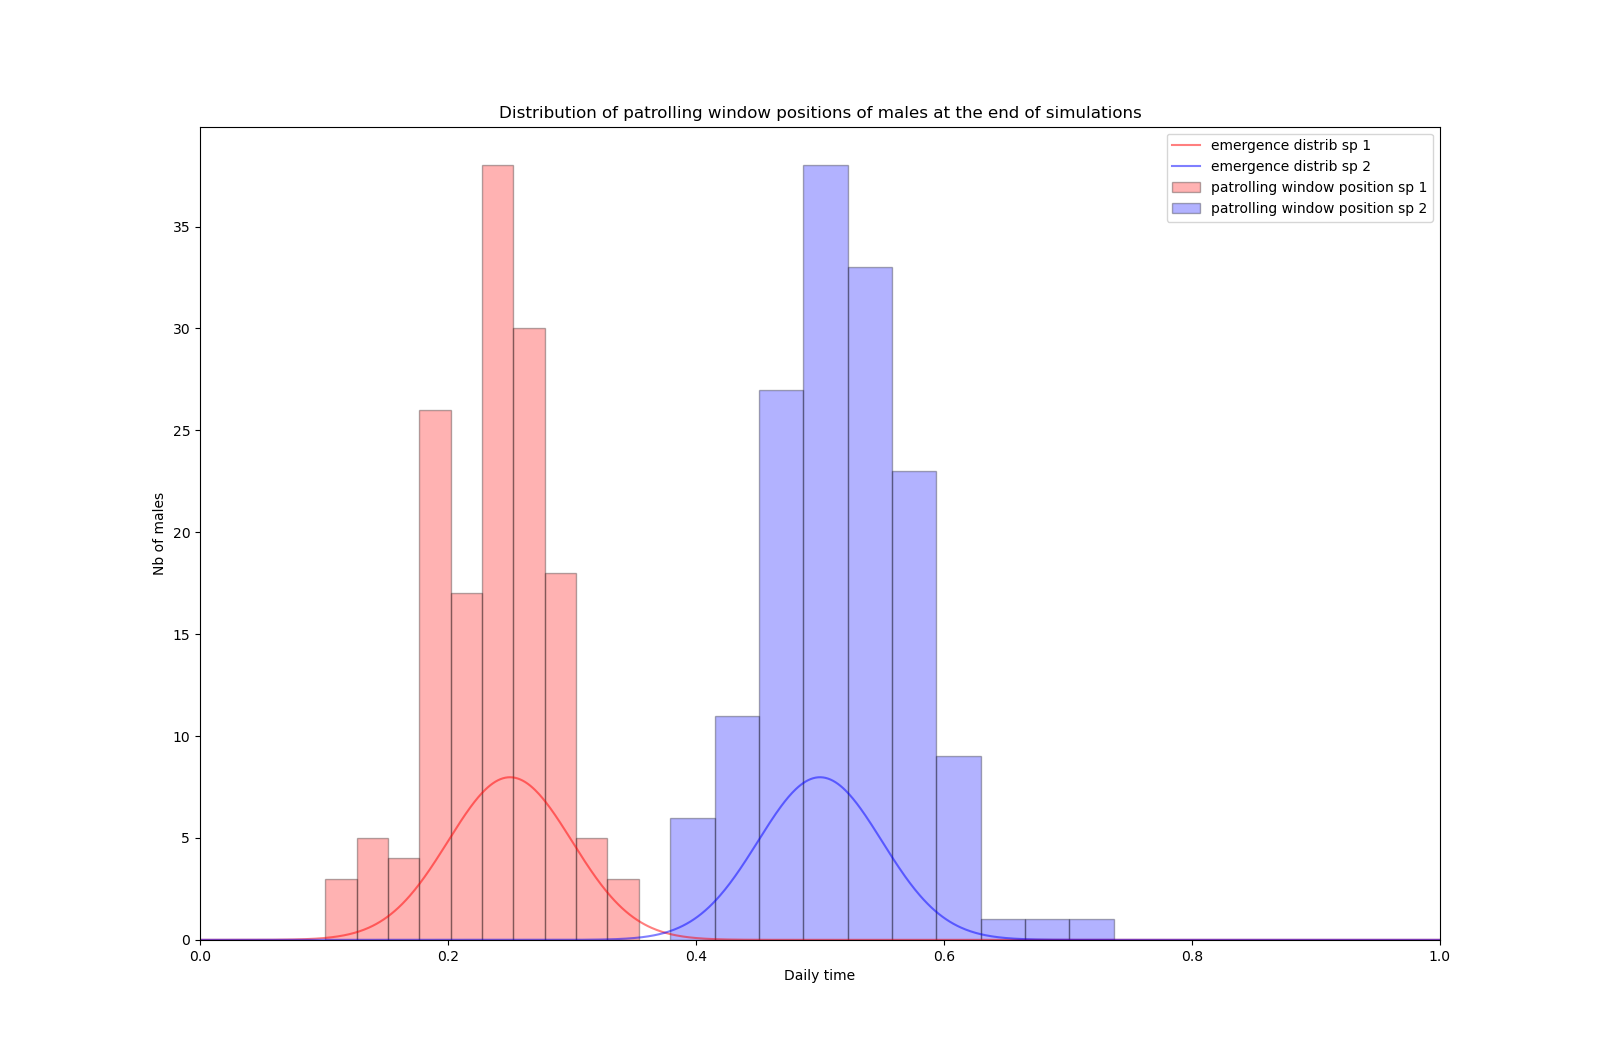 Distribution of patrolling window positions of males at the end of simulations
emergence distrib sp 1
emergence distrib sp 2
patrolling window position sp 1
patrolling window position sp 2
Nb of males
35
30
25
20
15
10
5
0
0.0 0.2 0.4 0.6 0.8 1.0
Daily time